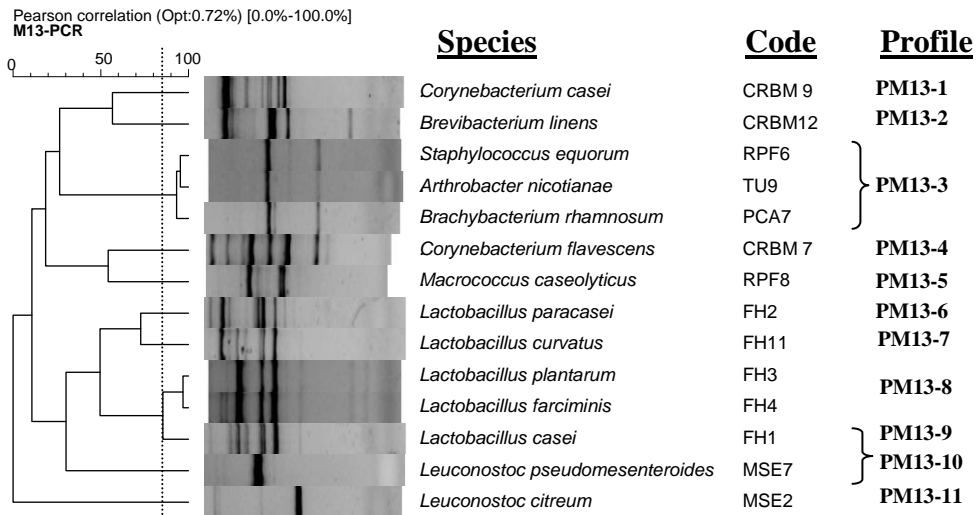 Pearson correlation (Opt:0.72%) [0.0%-100.0%]
M13-PCR
0 50 100
Species Code Profile
Corynebacterium casei CRBM 9 PM13-1
Brevibacterium linens CRBM12 PM13-2
Staphylococcus equorum RPF6
Arthrobacter nicotianae TU9 PM13-3
Brachybacterium rhamnosum PCA7
Corynebacterium flavescens CRBM 7 PM13-4
Macrococcus caseolyticus RPF8 PM13-5
Lactobacillus paracasei FH2 PM13-6
Lactobacillus curvatus FH11 PM13-7
Lactobacillus plantarum FH3
PM13-8
Lactobacillus farciminis FH4
Lactobacillus casei FH1 PM13-9
Leuconostoc pseudomesenteroides MSE7 PM13-10
Leuconostoc citreum MSE2 PM13-11